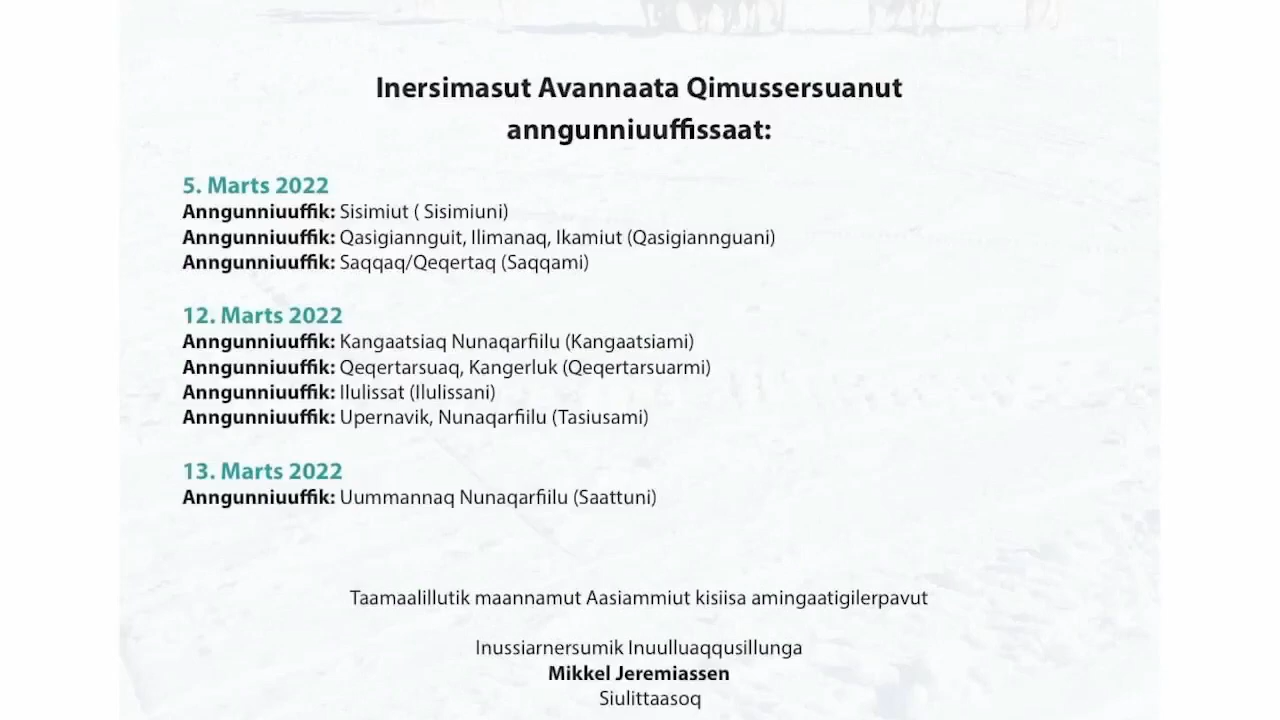 Inersimasut Avannaata Qimussersuanut
anngunniuuffissaat:
5. Marts 2022
Anngunniuuffik: Sisimiut ( Sisimiuni)
Anngunniuuffik: Qasigiannguit, Ilimanaq, Ikamiut (Qasigiannguani)
Anngunniuuffik: Saqqaq/Qeqertaq (Saqqami)
12. Marts 2022
Anngunniuuffik: Kangaatsiaq Nunaqarfiilu (Kangaatsiami)
Anngunniuuffik: Qeqertarsuaq, Kangerluk (Qeqertarsuarmi)
Anngunniuuffik: Ilulissat (Ilulissani)
Anngunniuuffik: Upernavik, Nunaqarfiilu (Tasiusami)
13. Marts 2022
Anngunniuuffik: Uummannaq Nunaqarfiilu (Saattuni)
Taamaalillutik maannamut Aasiammiut kisiisa amingaatigilerpavut
Inussiarnersumik Inuulluaqqusillunga
Mikkel Jeremiassen
Siulittaasoq